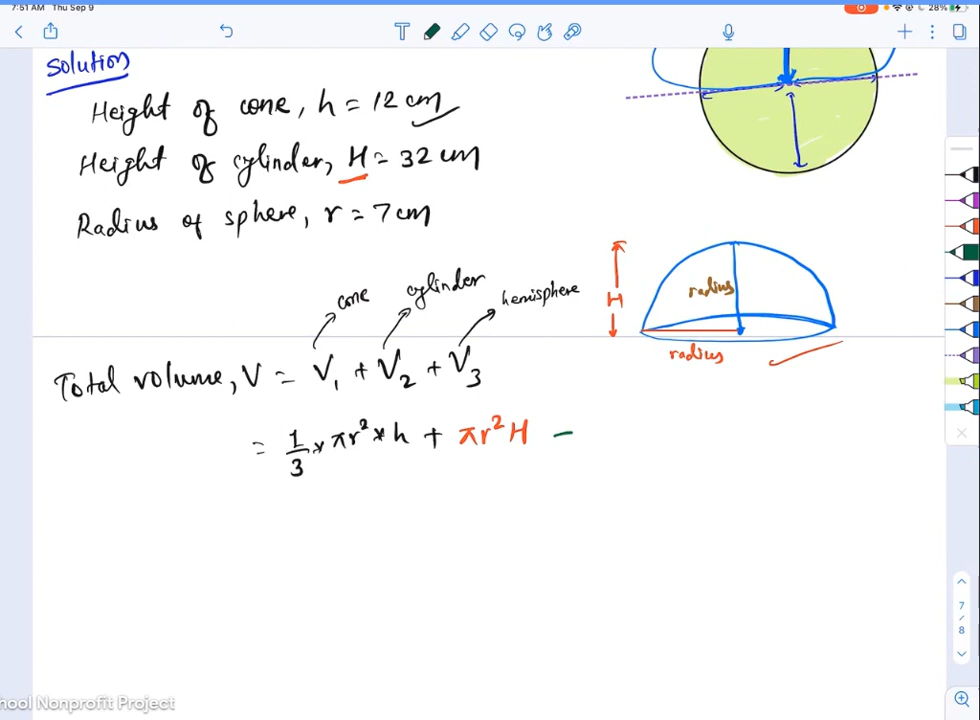 7:51 AM Thu Sep 9
28%
Solution
Height of cone, h = 12 cm
Height of cylinder, H = 32 cm
Radius of sphere, r = 7 cm
cone
cylinder
hemisphere
H
radius
radius
Total volume, V = V₁ + V₂ + V₃
= 1/3 * πr² * h + πr²H –
7
/
8
hool Nonprofit Project